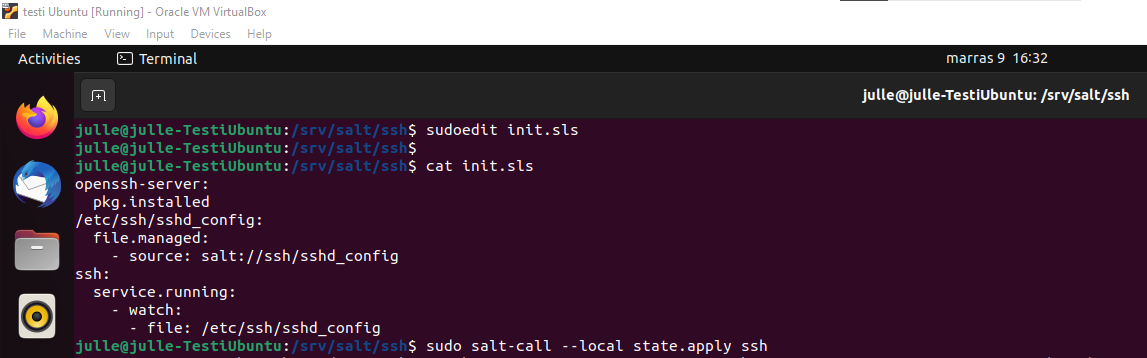 testi Ubuntu [Running] - Oracle VM VirtualBox
File Machine View Input Devices Help
Activities Terminal marras 9 16:32
julle@julle-TestiUbuntu: /srv/salt/ssh
julle@julle-TestiUbuntu:/srv/salt/ssh$ sudoedit init.sls
julle@julle-TestiUbuntu:/srv/salt/ssh$
julle@julle-TestiUbuntu:/srv/salt/ssh$ cat init.sls
openssh-server:
  pkg.installed
/etc/ssh/sshd_config:
  file.managed:
    - source: salt://ssh/sshd_config
ssh:
  service.running:
    - watch:
      - file: /etc/ssh/sshd_config
julle@julle-TestiUbuntu:/srv/salt/ssh$ sudo salt-call --local state.apply ssh